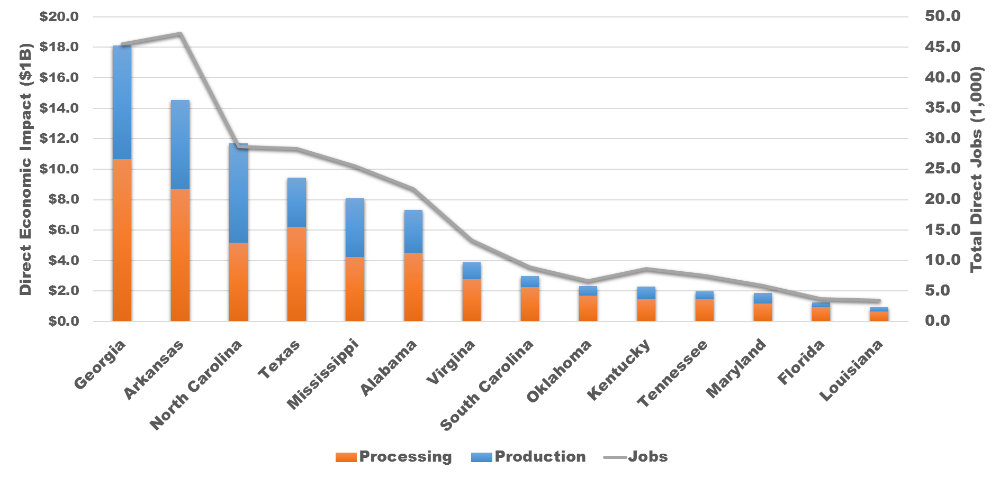 $20.0
$18.0
$16.0
$14.0
$12.0
$10.0
$8.0
$6.0
$4.0
$2.0
$0.0
Direct Economic Impact ($1B)
50.0
45.0
40.0
35.0
30.0
25.0
20.0
15.0
10.0
5.0
0.0
Total Direct Jobs (1,000)
Georgia
Arkansas
North Carolina
Texas
Mississippi
Alabama
Virgina
South Carolina
Oklahoma
Kentucky
Tennessee
Maryland
Florida
Louisiana
Processing Production Jobs